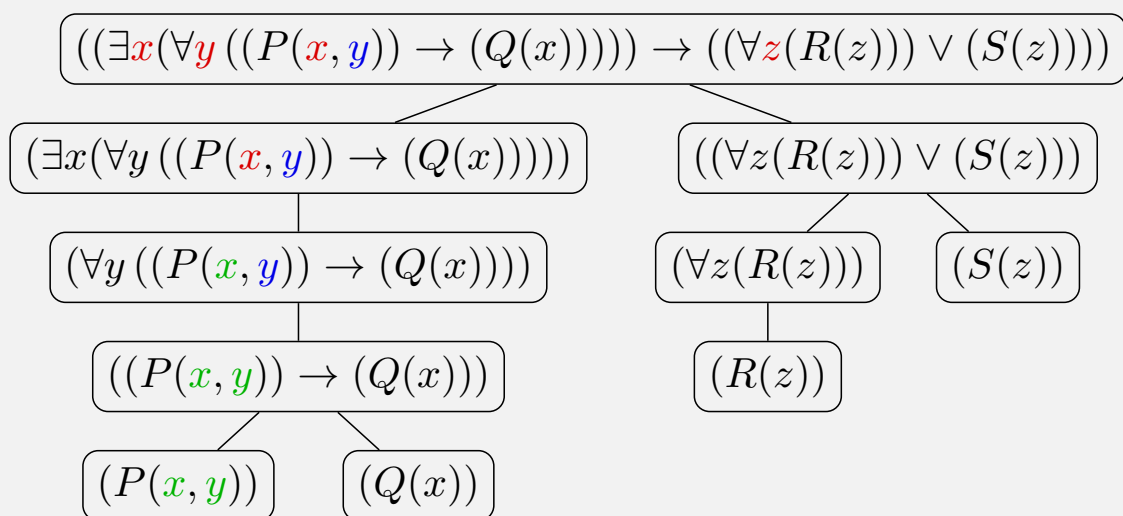 ((∃x(∀y ((P(x, y)) → (Q(x))))) → ((∀z(R(z))) ∨ (S(z))))
(∃x(∀y ((P(x, y)) → (Q(x))))) ((∀z(R(z))) ∨ (S(z)))
(∀y ((P(x, y)) → (Q(x)))) (∀z(R(z))) (S(z))
((P(x, y)) → (Q(x))) (R(z))
(P(x, y)) (Q(x))